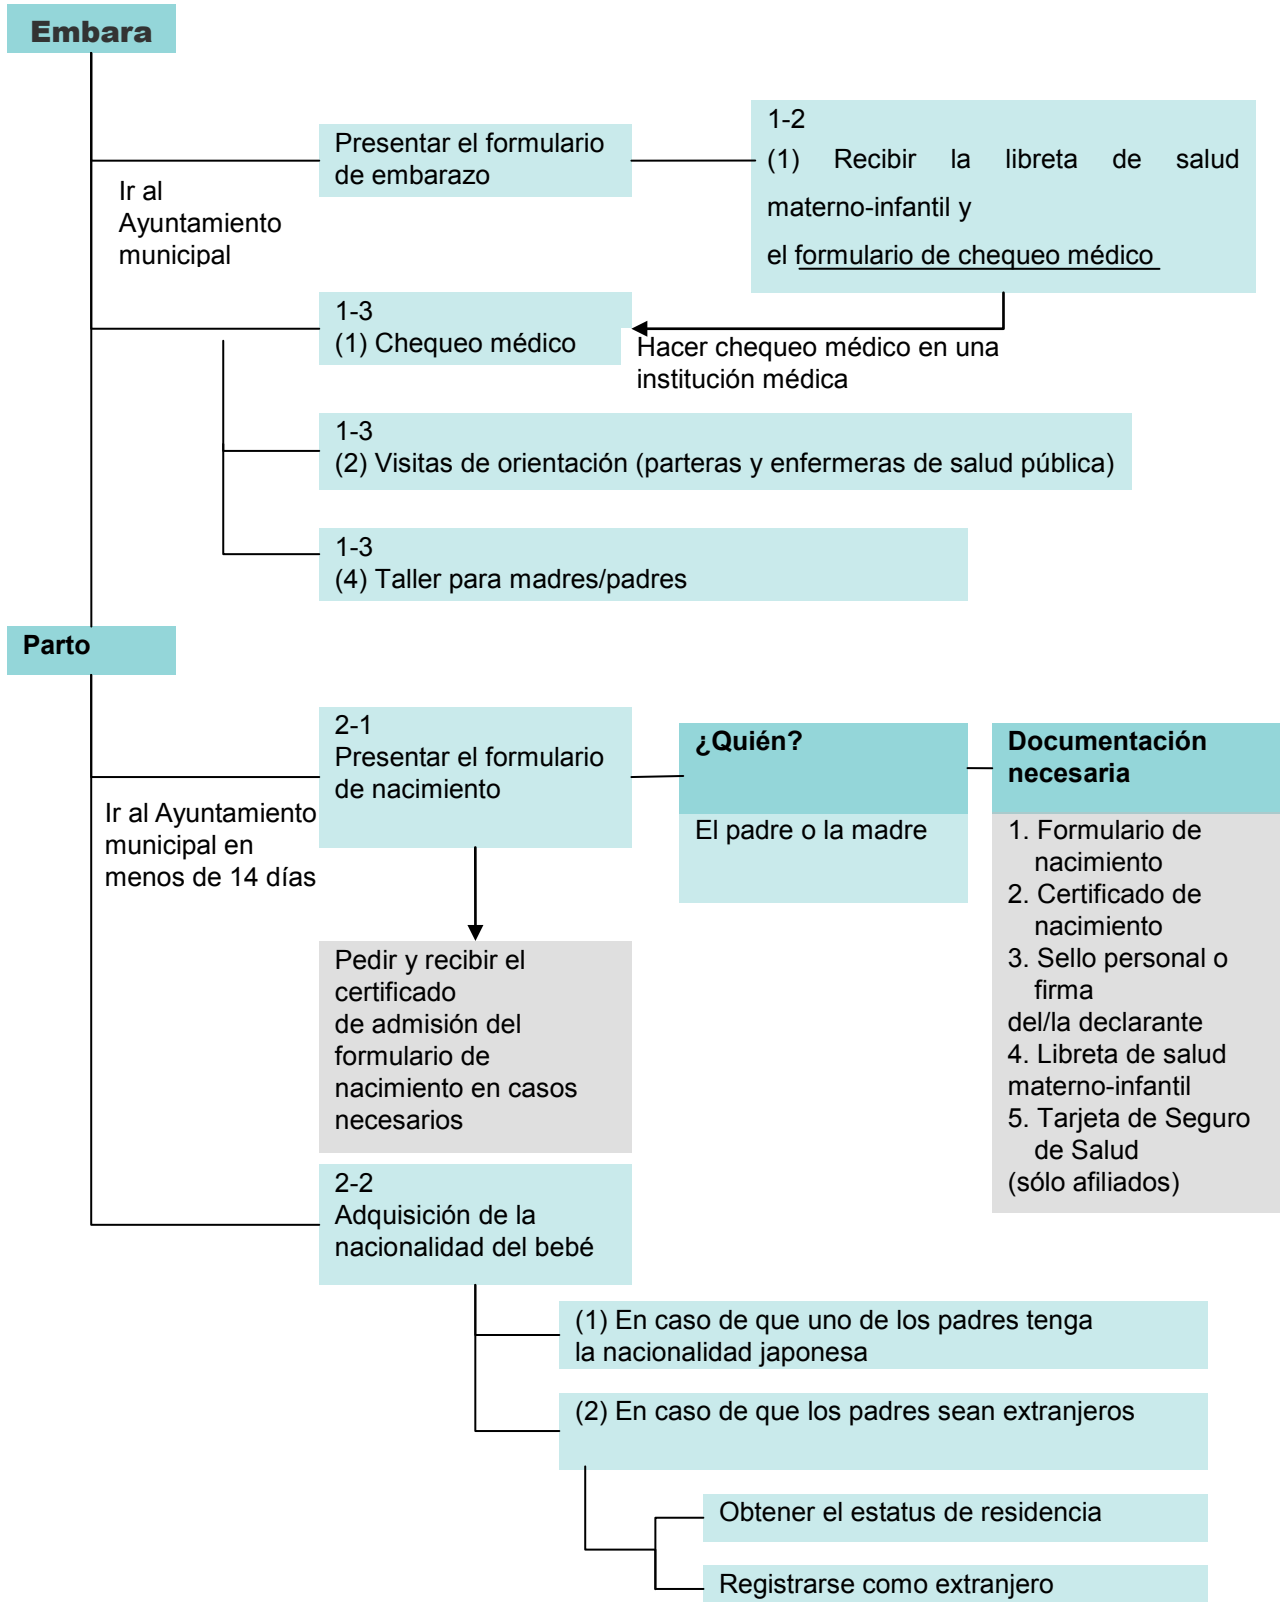 Embara
Presentar el formulario
de embarazo
1-2
(1) Recibir la libreta de salud
materno-infantil y
el formulario de chequeo médico
Ir al
Ayuntamiento
municipal
1-3
(1) Chequeo médico
Hacer chequeo médico en una
institución médica
1-3
(2) Visitas de orientación (parteras y enfermeras de salud pública)
1-3
(4) Taller para madres/padres
Parto
2-1
Presentar el formulario
de nacimiento
Ir al Ayuntamiento
municipal en
menos de 14 días
¿Quién?
El padre o la madre
Documentación
necesaria
1. Formulario de
nacimiento
2. Certificado de
nacimiento
3. Sello personal o
firma
del/la declarante
4. Libreta de salud
materno-infantil
5. Tarjeta de Seguro
de Salud
(sólo afiliados)
Pedir y recibir el
certificado
de admisión del
formulario de
nacimiento en casos
necesarios
2-2
Adquisición de la
nacionalidad del bebé
(1) En caso de que uno de los padres tenga
la nacionalidad japonesa
(2) En caso de que los padres sean extranjeros
Obtener el estatus de residencia
Registrarse como extranjero